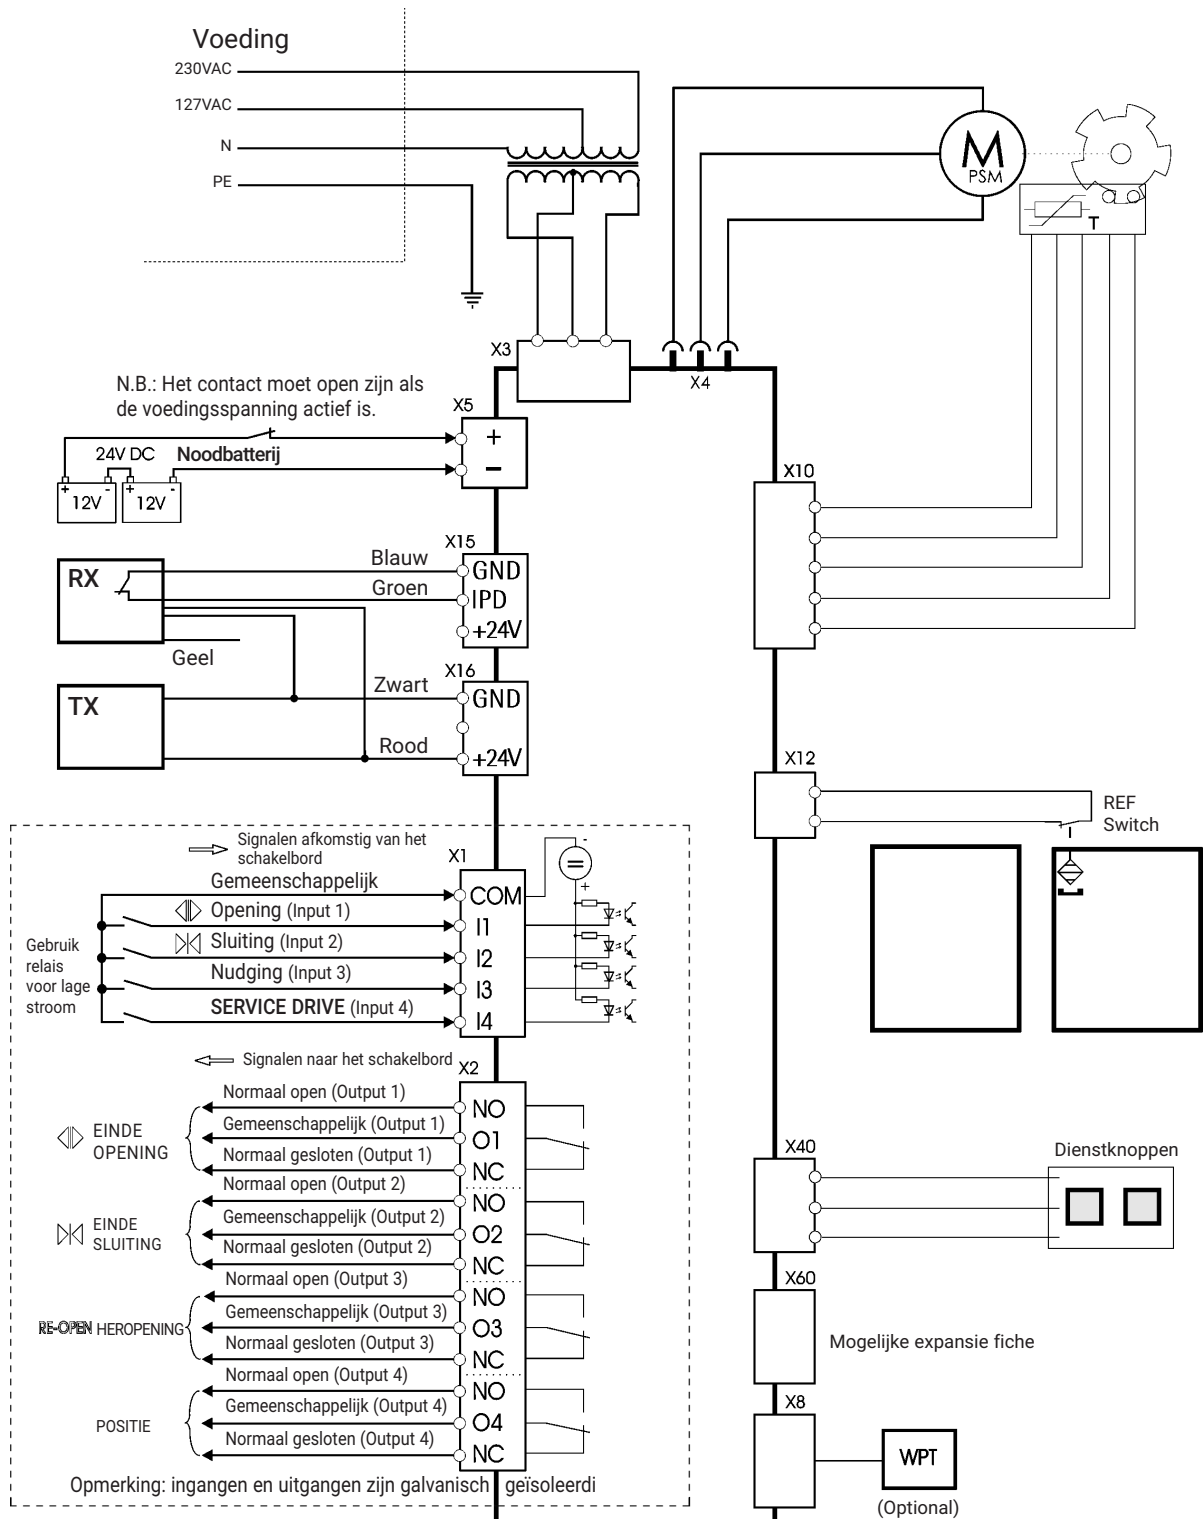 Voeding
230VAC
127VAC
N
PE
M
PSM
T
X3
X4
N.B.: Het contact moet open zijn als
de voedingsspanning actief is.
X5
+
−
24V DC
Noodbatterij
+ -
12V
+ -
12V
X10
X15
RX
Blauw
GND
Groen
IPD
+24V
Geel
X16
TX
Zwart
GND
Rood
+24V
X12
REF
Switch
Signalen afkomstig van het
schakelbord
X1
-
=
+
Gemeenschappelijk
COM
Opening (Input 1)
I1
Sluiting (Input 2)
I2
Nudging (Input 3)
I3
SERVICE DRIVE (Input 4)
I4
Gebruik
relais
voor lage
stroom
Signalen naar het schakelbord
X2
Normaal open (Output 1)
NO
EINDE
OPENING
Gemeenschappelijk (Output 1)
O1
Normaal gesloten (Output 1)
NC
Normaal open (Output 2)
NO
EINDE
SLUITING
Gemeenschappelijk (Output 2)
O2
Normaal gesloten (Output 2)
NC
Normaal open (Output 3)
NO
RE-OPEN HEROPENING
Gemeenschappelijk (Output 3)
O3
Normaal gesloten (Output 3)
NC
Normaal open (Output 4)
NO
POSITIE
Gemeenschappelijk (Output 4)
O4
Normaal gesloten (Output 4)
NC
Opmerking: ingangen en uitgangen zijn galvanisch geïsoleerdi
X40
Dienstknoppen
X60
Mogelijke expansie fiche
X8
WPT
(Optional)